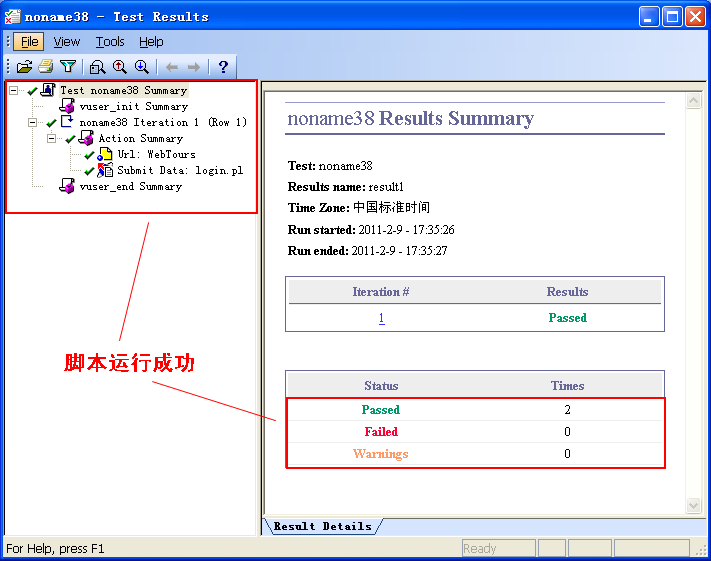 noname38 - Test Results
File View Tools Help
Test noname38 Summary
vuser_init Summary
noname38 Iteration 1 (Row 1)
Action Summary
Url: WebTours
Submit Data: login.pl
vuser_end Summary
脚本运行成功
noname38 Results Summary
Test: noname38
Results name: result1
Time Zone: 中国标准时间
Run started: 2011-2-9 - 17:35:26
Run ended: 2011-2-9 - 17:35:27
Iteration # Results
1 Passed
Status Times
Passed 2
Failed 0
Warnings 0
Result Details
For Help, press F1
Ready